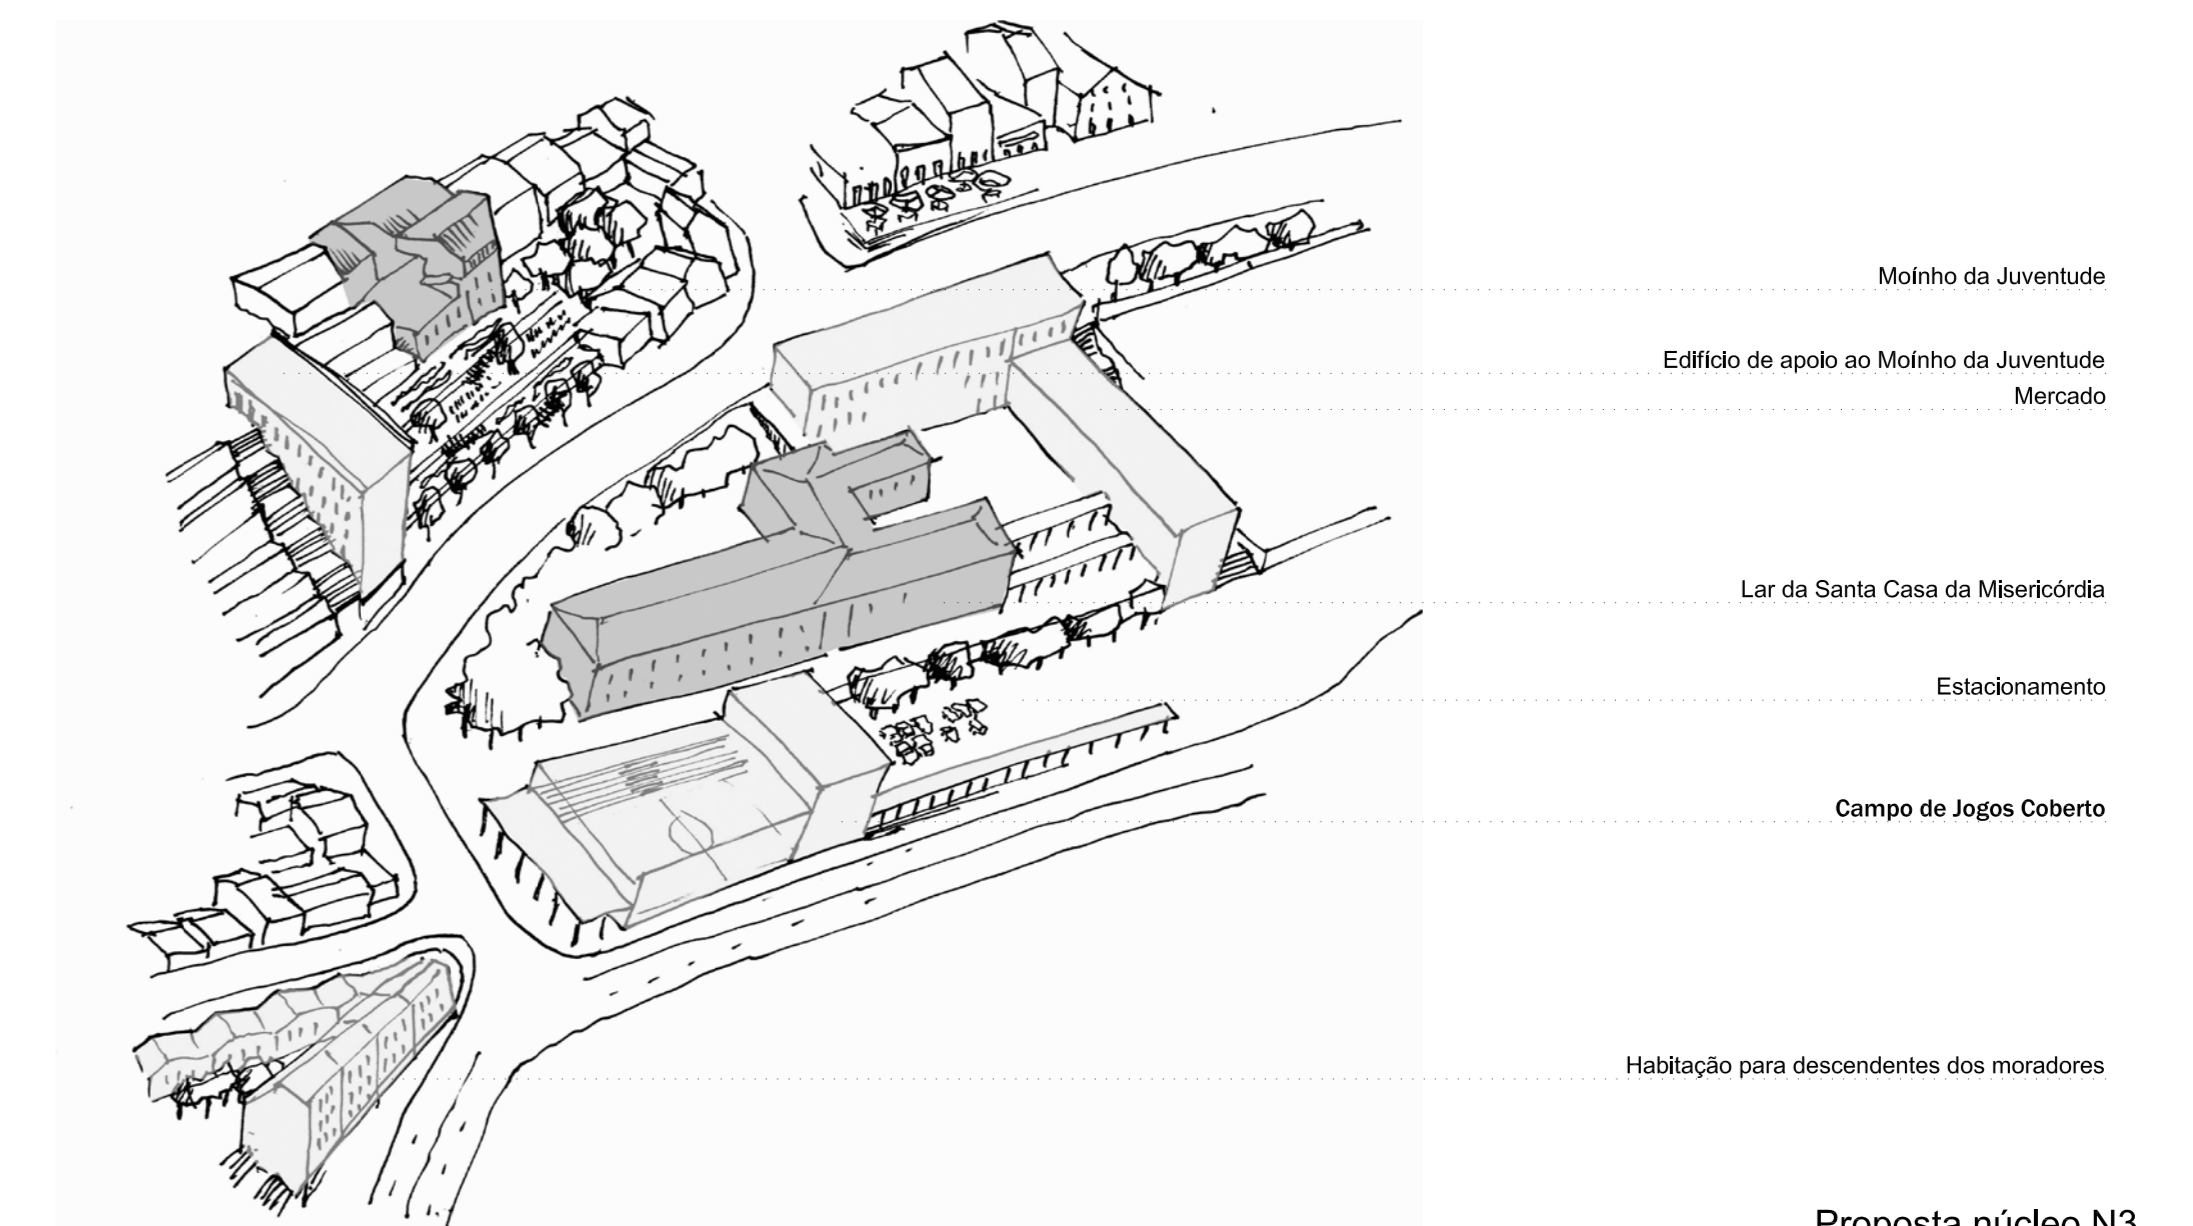 Moínho da Juventude
Edifício de apoio ao Moínho da Juventude
Mercado
Lar da Santa Casa da Misericórdia
Estacionamento
Campo de Jogos Coberto
Habitação para descendentes dos moradores
Proposta núcleo N3